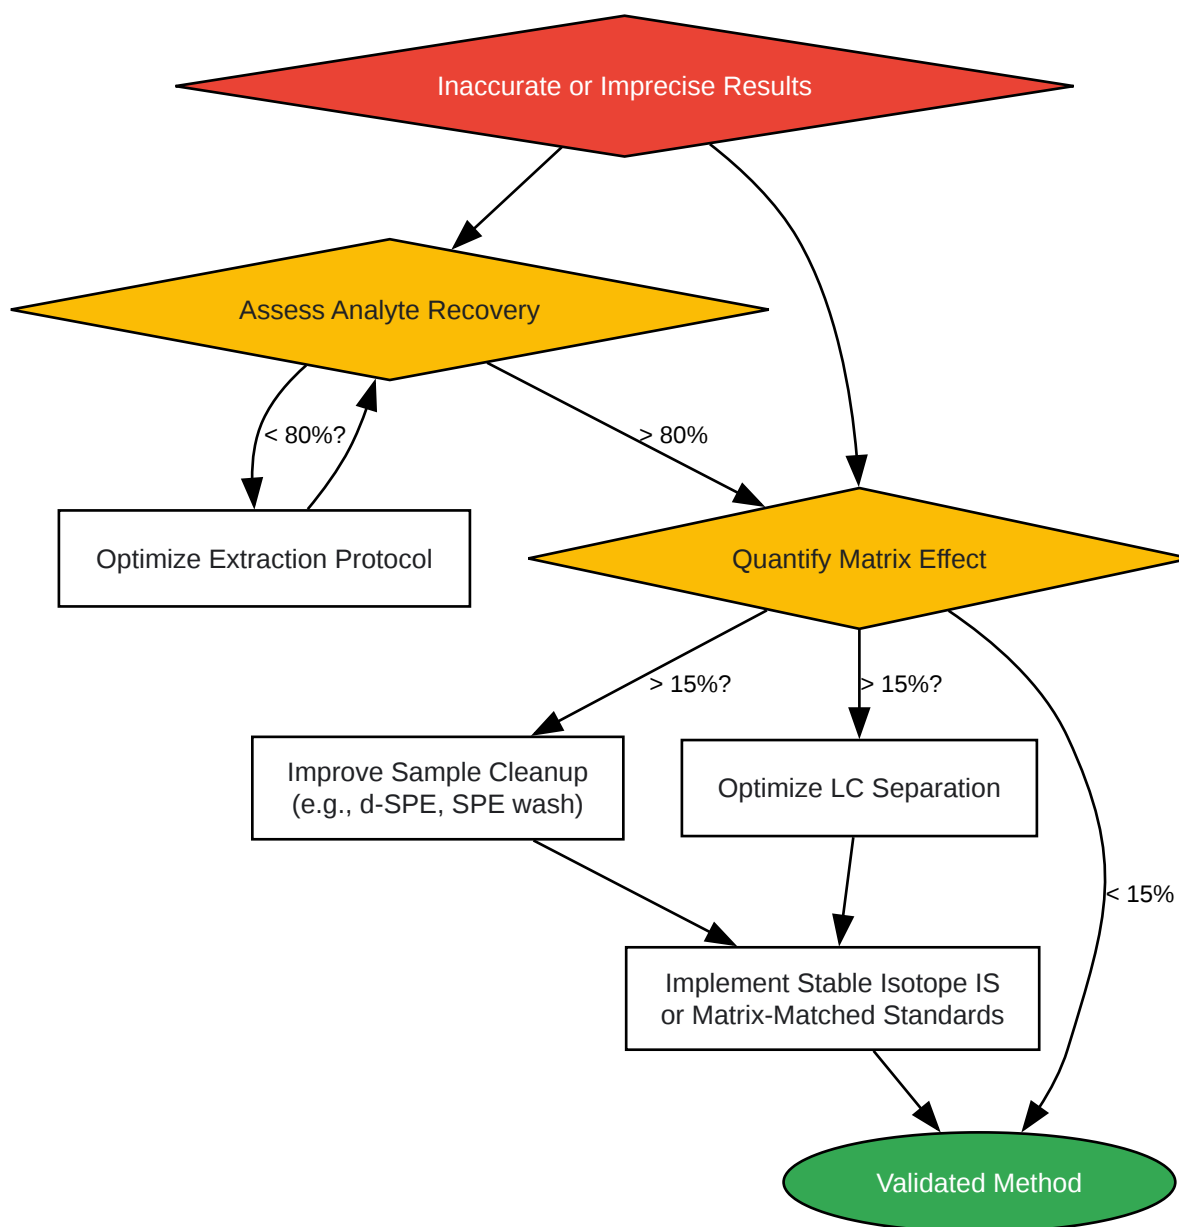 Inaccurate or Imprecise Results
Assess Analyte Recovery
< 80%?
> 80%
Optimize Extraction Protocol
Quantify Matrix Effect
> 15%?
> 15%?
Improve Sample Cleanup
(e.g., d-SPE, SPE wash)
Optimize LC Separation
< 15%
Implement Stable Isotope IS
or Matrix-Matched Standards
Validated Method